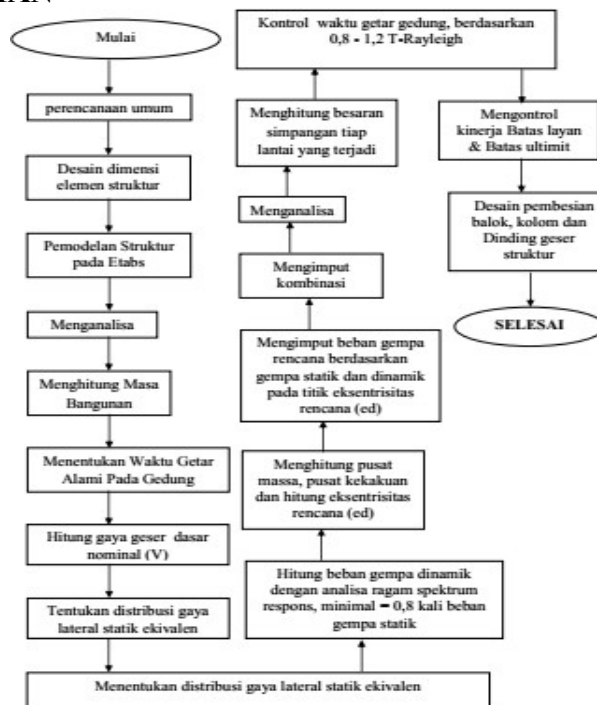 Mulai
perencanaan umum
Desain dimensi
elemen struktur
Pemodelan Struktur
pada Etabs
Menganalisa
Menghitung Masa
Bangunan
Menentukan Waktu Getar
Alami Pada Gedung
Hitung gaya geser dasar
nominal (V)
Tentukan distribusi gaya
lateral statik ekivalen
Menentukan distribusi gaya lateral statik ekivalen
Hitung beban gempa dinamik
dengan analisa ragam spektrum
respons, minimal = 0,8 kali beban
gempa statik
Menghitung pusat
massa, pusat kekakuan
dan hitung eksentrisitas
rencana (ed)
Mengimput beban gempa
rencana berdasarkan
gempa statik dan dinamik
pada titik eksentrisitas
rencana (ed)
Mengimput
kombinasi
Menganalisa
Menghitung besaran
simpangan tiap
lantai yang terjadi
Kontrol waktu getar gedung, berdasarkan
0,8 - 1,2 T-Rayleigh
Mengontrol
kinerja Batas layan
& Batas ultimit
Desain pembesian
balok, kolom dan
Dinding geser
struktur
SELESAI